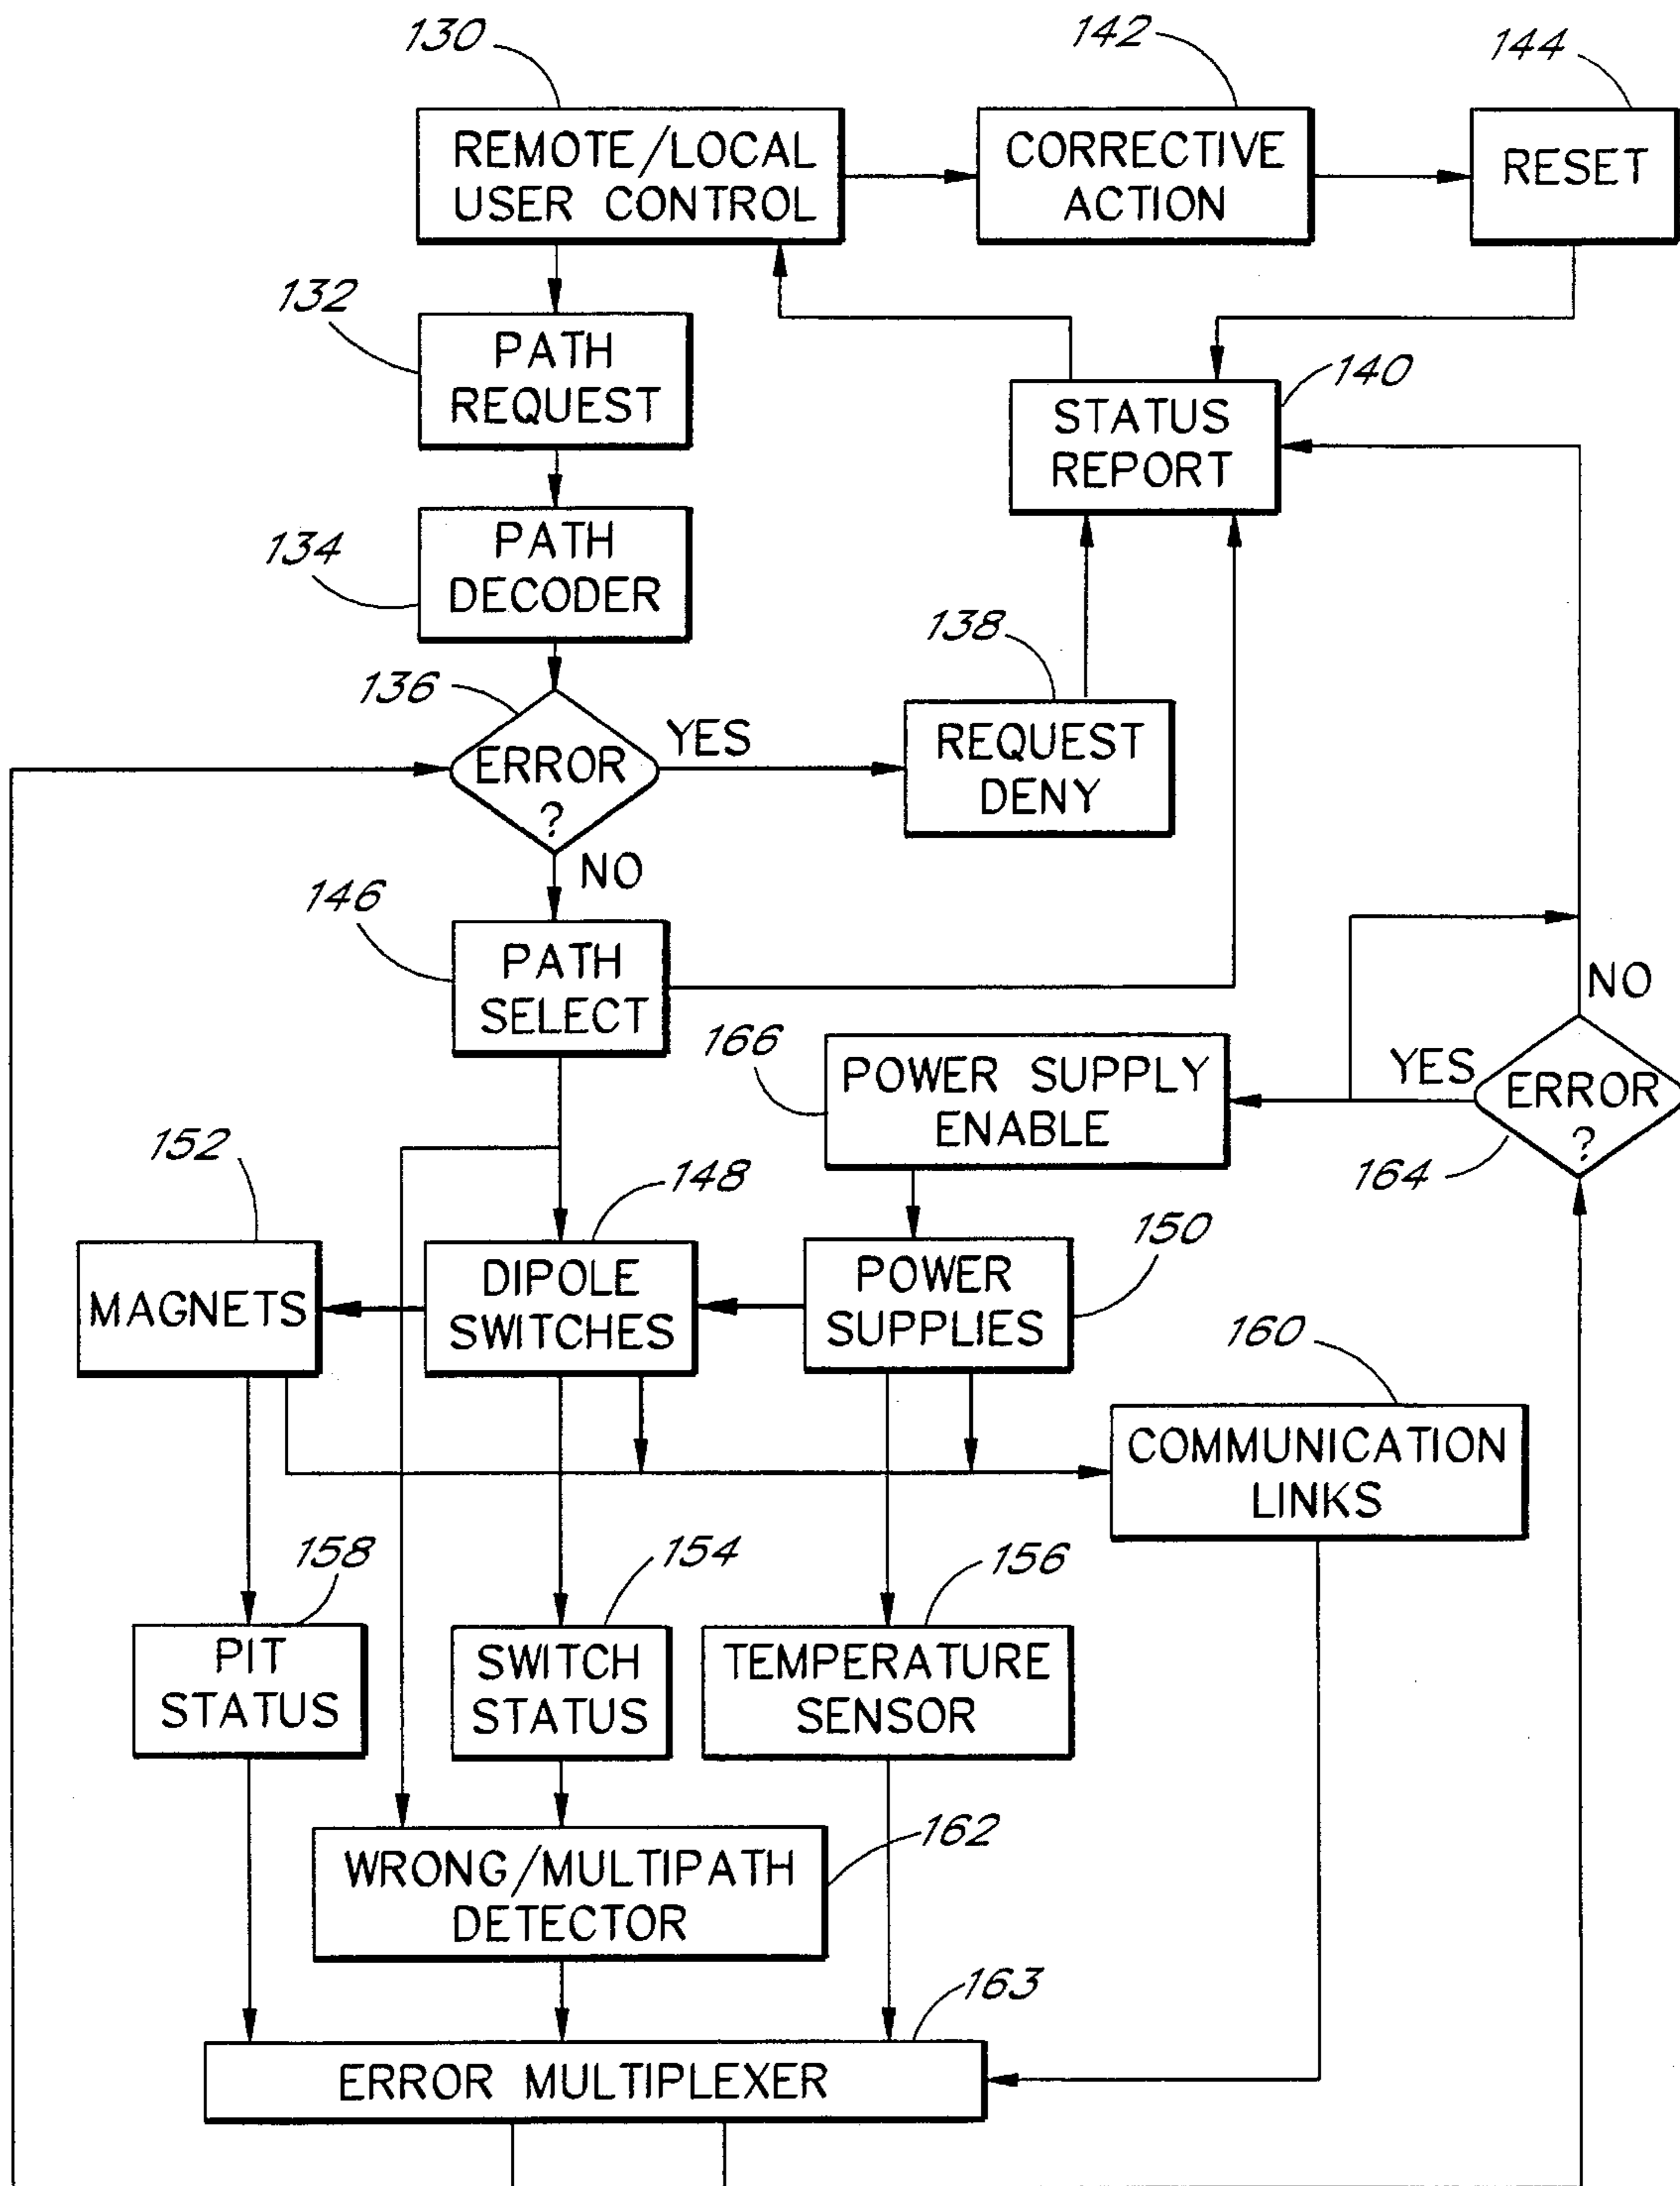 130
142
144
REMOTE/LOCAL
USER CONTROL
CORRECTIVE
ACTION
RESET
132
PATH
REQUEST
140
STATUS
REPORT
134
PATH
DECODER
138
136
ERROR
?
YES
REQUEST
DENY
NO
146
PATH
SELECT
NO
166
POWER SUPPLY
ENABLE
YES
ERROR
?
164
152
148
150
MAGNETS
DIPOLE
SWITCHES
POWER
SUPPLIES
160
COMMUNICATION
LINKS
158
154
156
PIT
STATUS
SWITCH
STATUS
TEMPERATURE
SENSOR
162
WRONG/MULTIPATH
DETECTOR
163
ERROR MULTIPLEXER